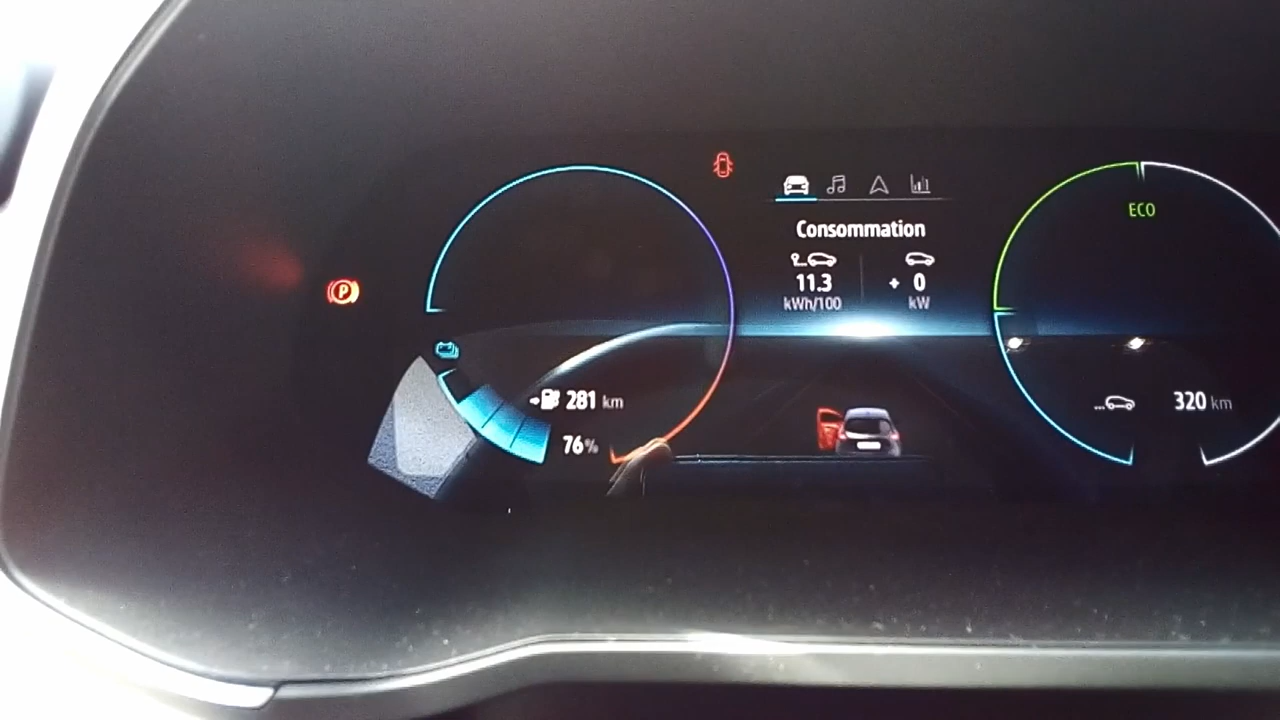 ECO
Consommation
11.3
+ 0
kWh/100
kW
P
281 km
320 km
76%